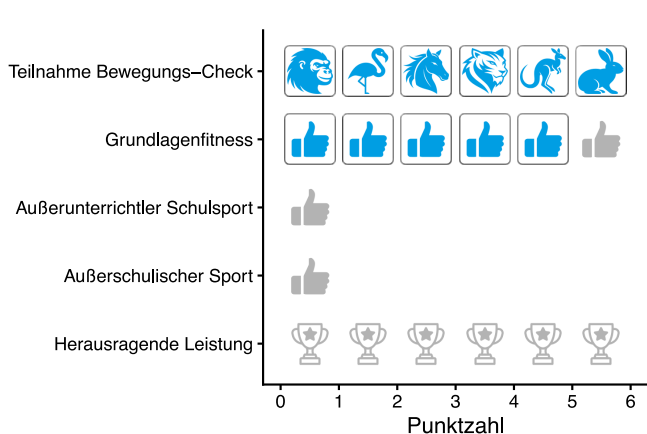 Teilnahme Bewegungs–Check
Grundlagenfitness
Außerunterrichtler Schulsport
Außerschulischer Sport
Herausragende Leistung
0 1 2 3 4 5 6
Punktzahl